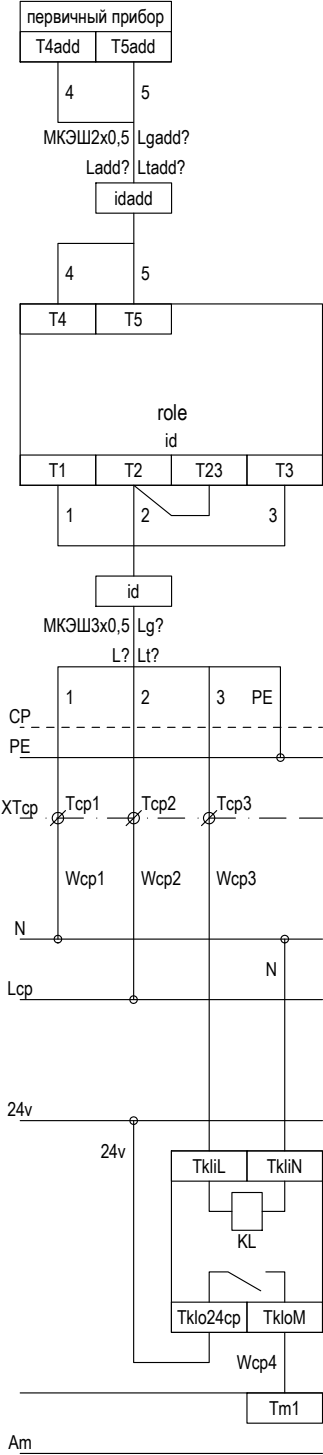 первичный прибор
T4add T5add
4 5
МКЭШ2х0,5 Lgadd?
Ladd? Ltadd?
idadd
4 5
T4 T5
role
id
T1 T2 T23 T3
1 2 3
id
МКЭШ3х0,5 Lg?
L? Lt?
1 2 3 PE
CP
PE
XTcp Tcp1 Tcp2 Tcp3
Wcp1 Wcp2 Wcp3
N
N
Lcp
24v
24v
TkliL TkliN
KL
Tklo24cp TkloM
Wcp4
Tm1
Am